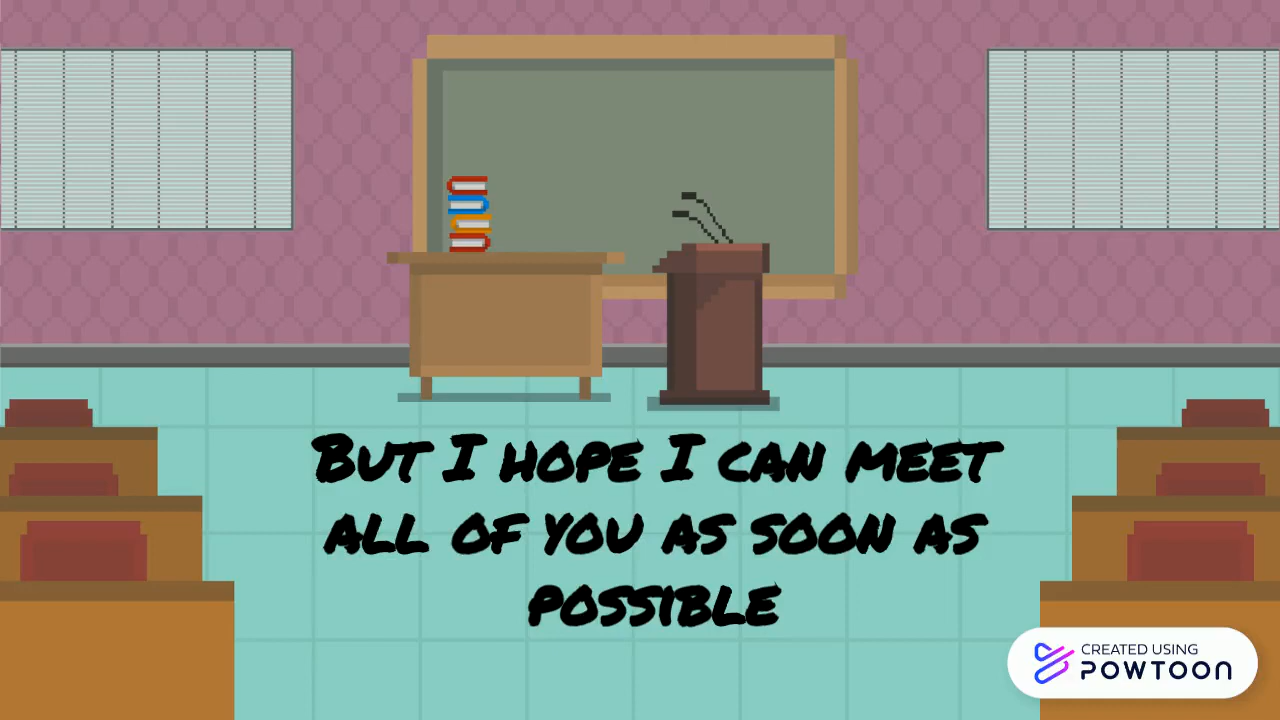 But I hope I can meet
all of you as soon as
possible
CREATED USING
POWTOON